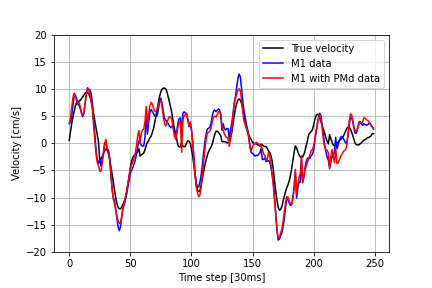 20
15
10
5
0
−5
−10
−15
−20
Velocity [cm/s]
True velocity
M1 data
M1 with PMd data
0 50 100 150 200 250
Time step [30ms]